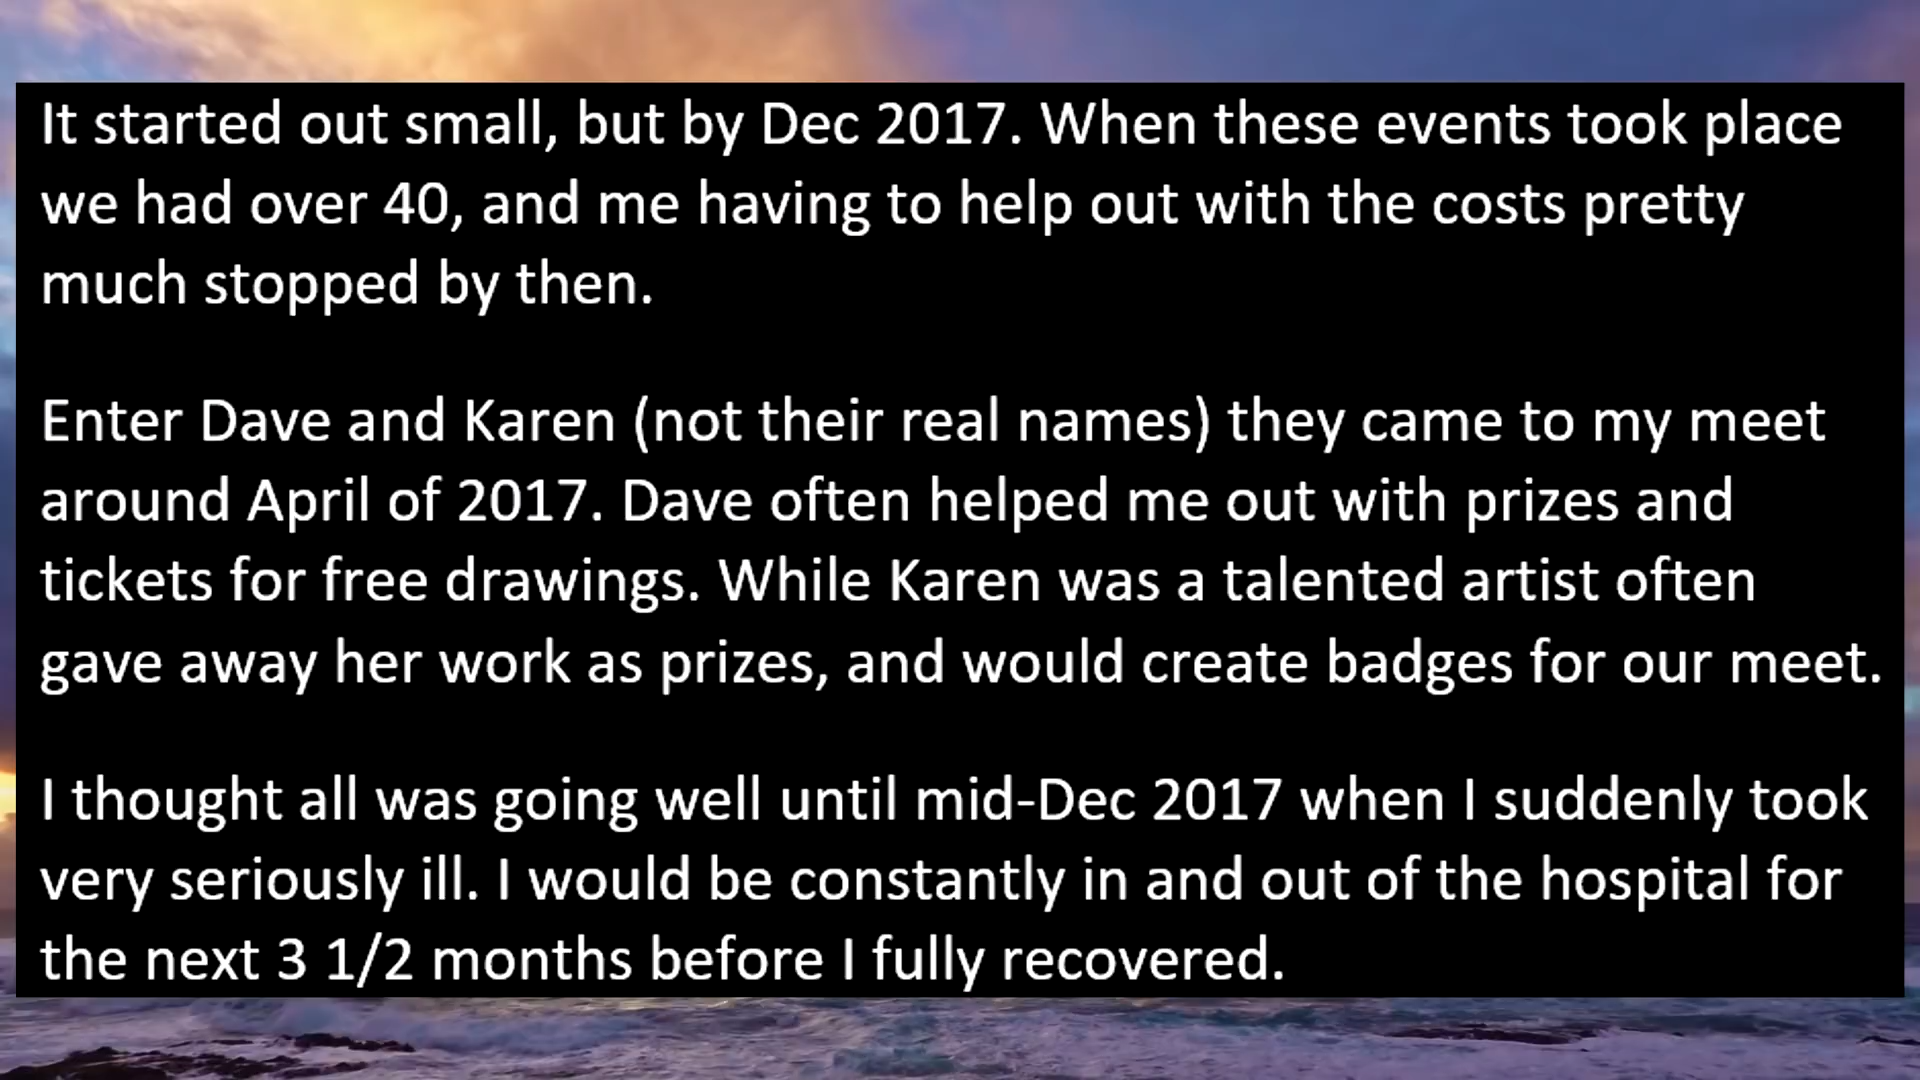 It started out small, but by Dec 2017. When these events took place
we had over 40, and me having to help out with the costs pretty
much stopped by then.
Enter Dave and Karen (not their real names) they came to my meet
around April of 2017. Dave often helped me out with prizes and
tickets for free drawings. While Karen was a talented artist often
gave away her work as prizes, and would create badges for our meet.
I thought all was going well until mid-Dec 2017 when I suddenly took
very seriously ill. I would be constantly in and out of the hospital for
the next 3 1/2 months before I fully recovered.